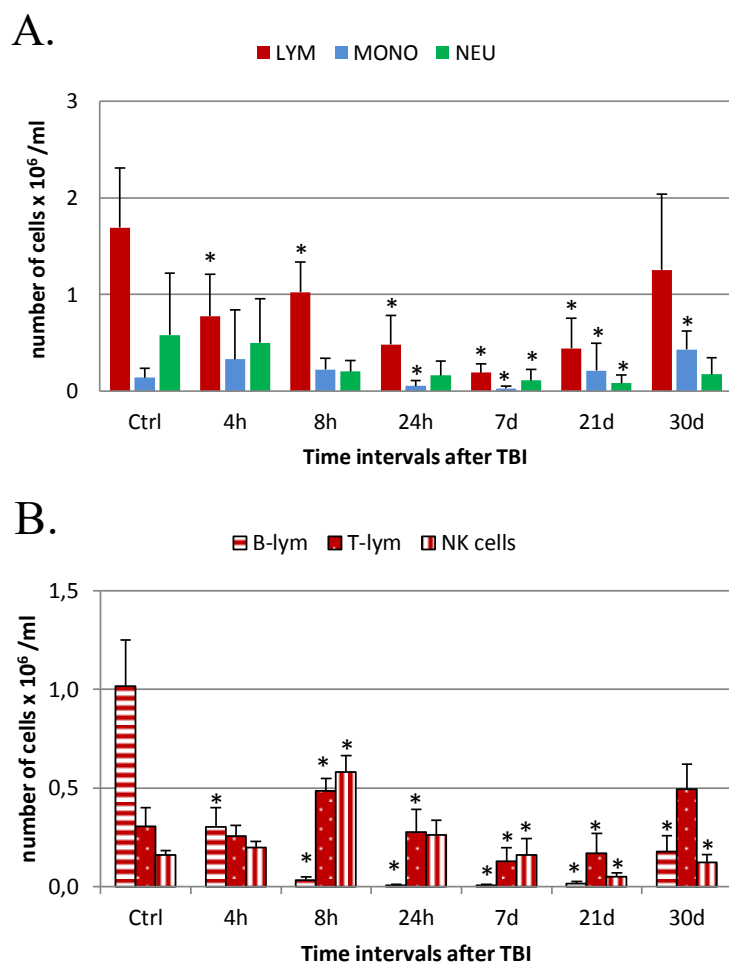 A.
LYM MONO NEU
number of cells x 10⁶ /ml
3
2
1
0
* * * * * * * * * * * *
Ctrl 4h 8h 24h 7d 21d 30d
Time intervals after TBI
B.
B-lym T-lym NK cells
number of cells x 10⁶ /ml
1,5
1,0
0,5
0,0
* * * * * * * * * * * * * *
Ctrl 4h 8h 24h 7d 21d 30d
Time intervals after TBI